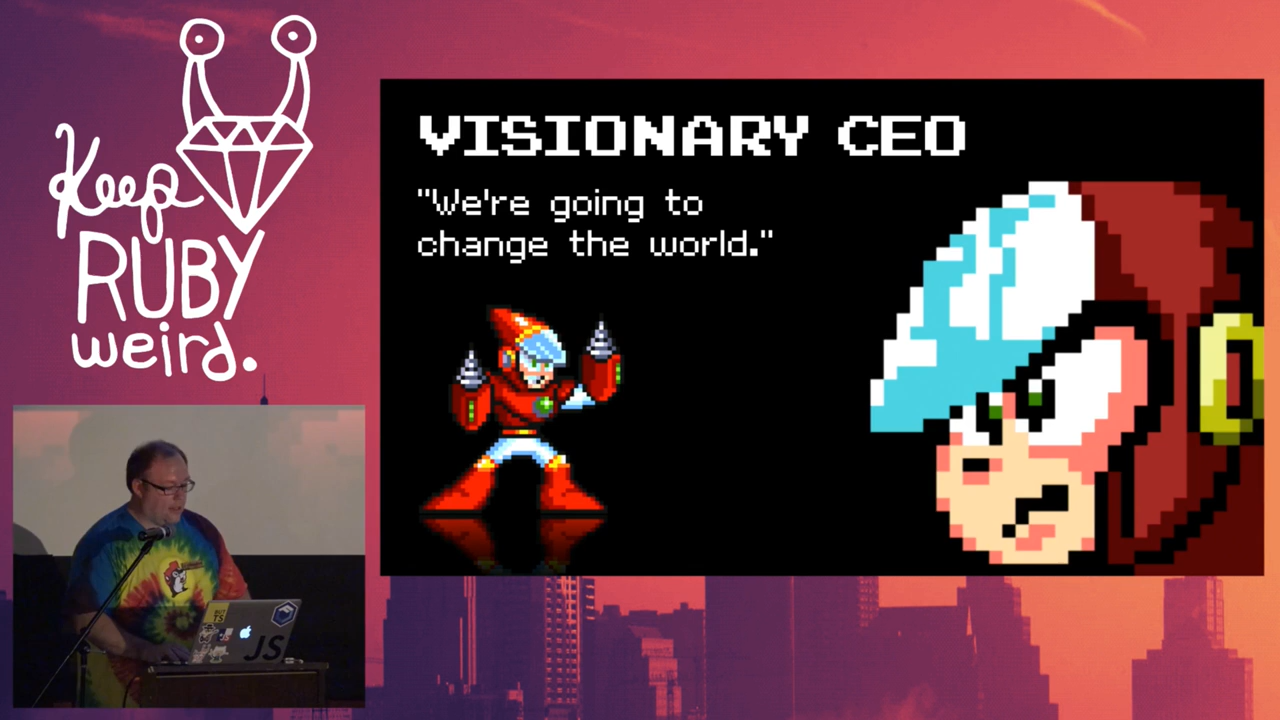 Keep
RUBY
weird.
VISIONARY CEO
"We're going to
change the world."
JS